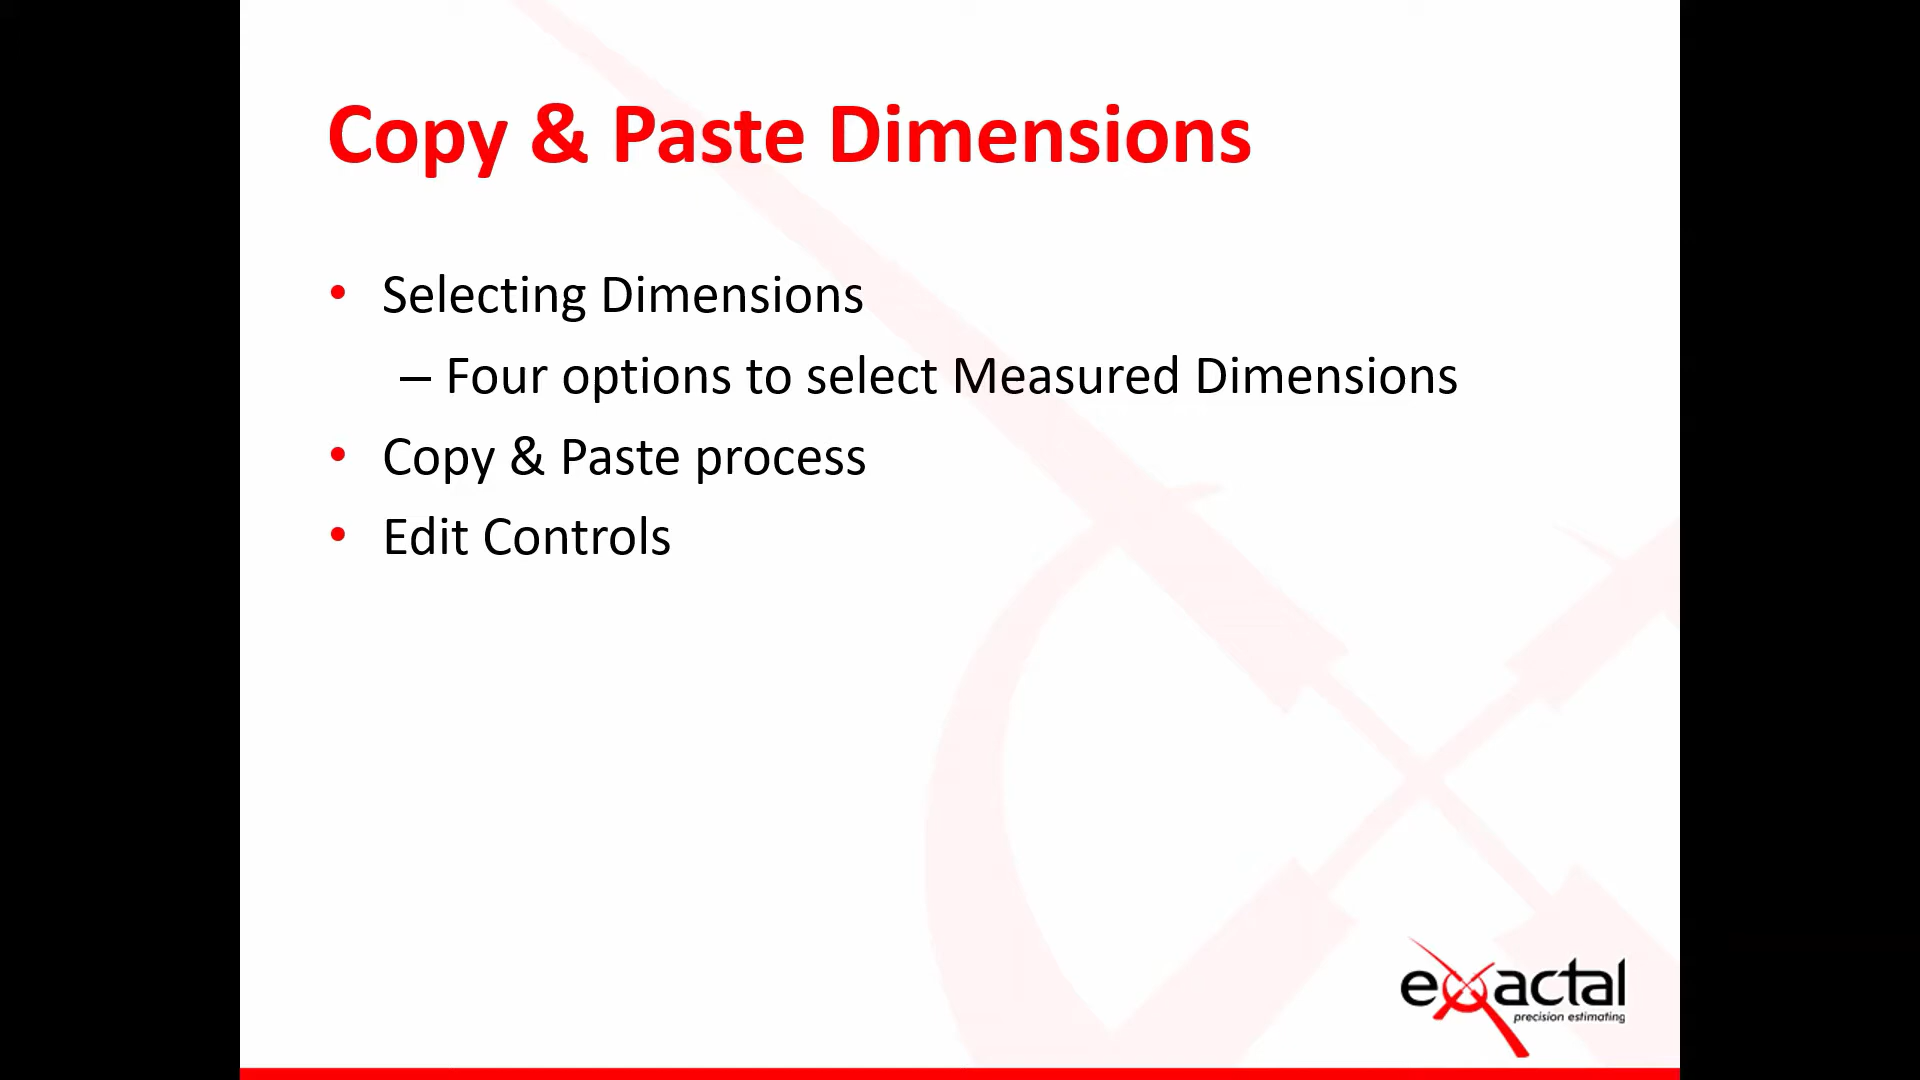 Copy & Paste Dimensions
• Selecting Dimensions
– Four options to select Measured Dimensions
• Copy & Paste process
• Edit Controls
exactal
precision estimating